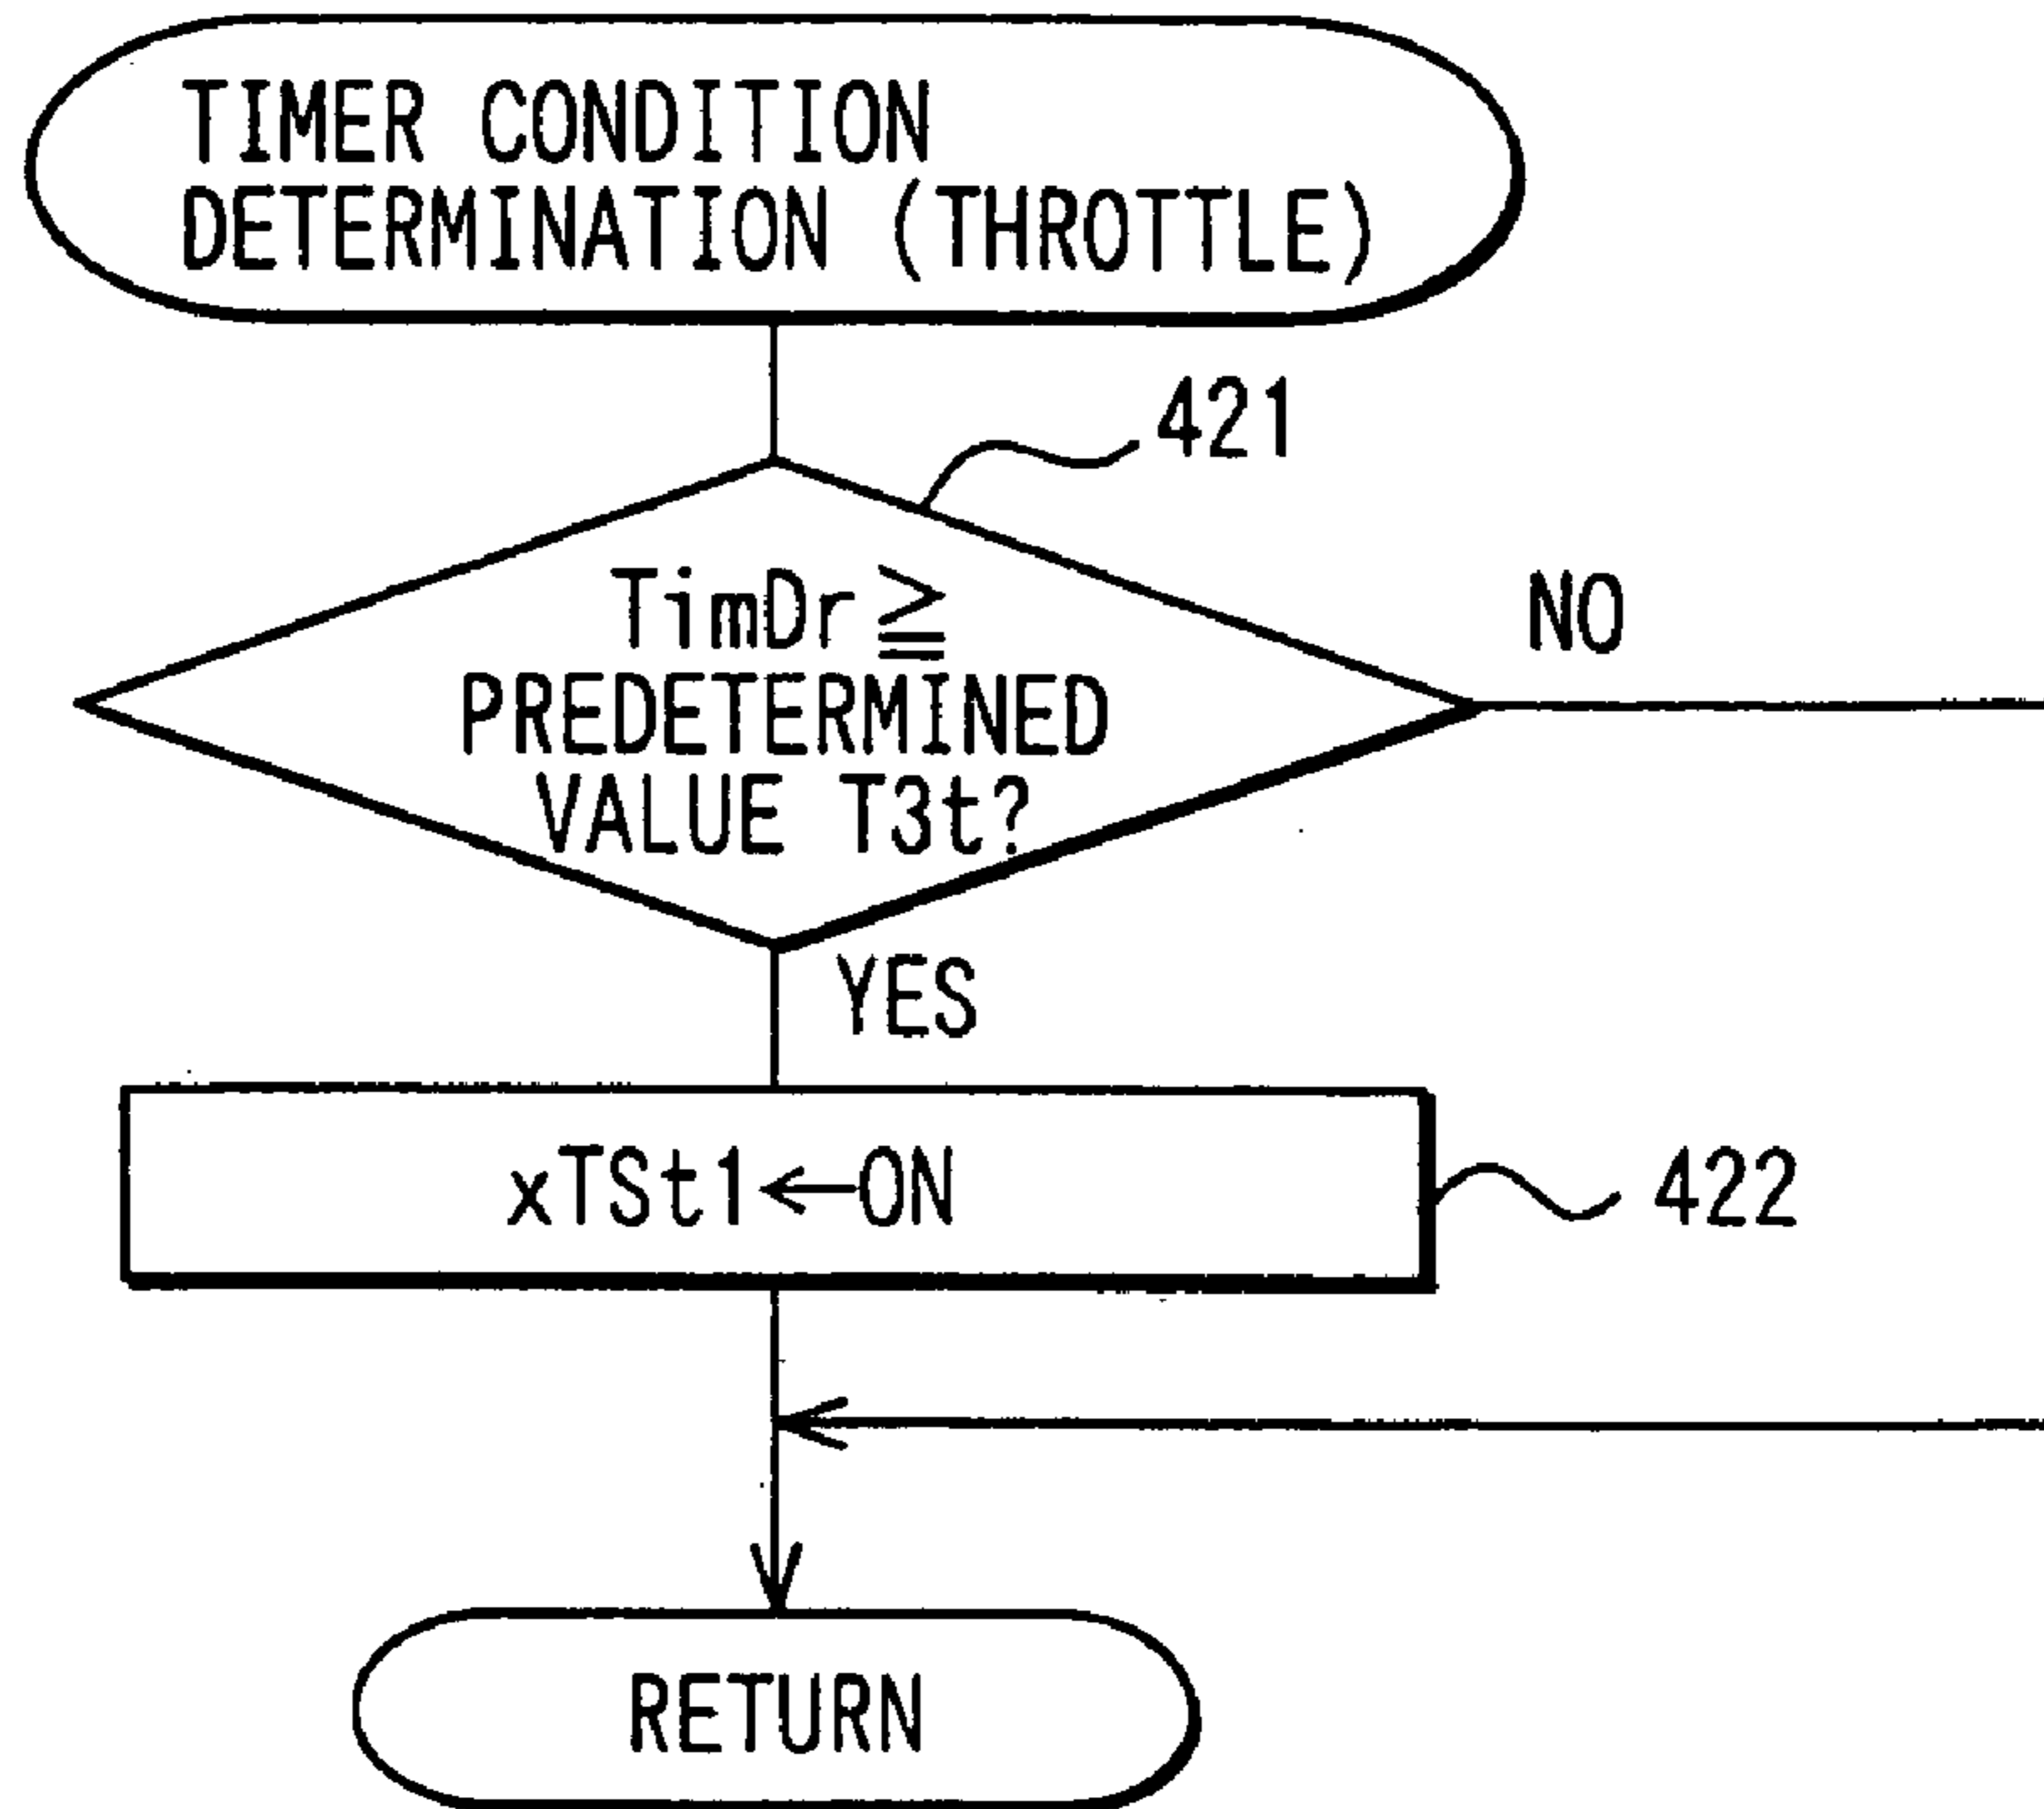 TIMER CONDITION
DETERMINATION (THROTTLE)
421
TimDr≧
PREDETERMINED
VALUE T3t?
NO
YES
xTSt1←ON
422
RETURN